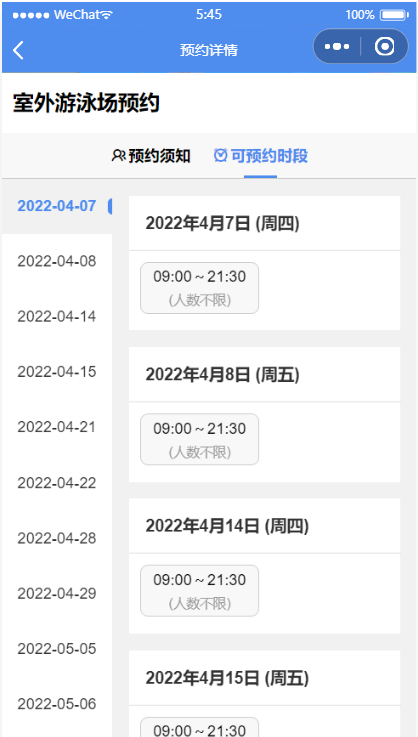 WeChat 5:45 100%
预约详情
室外游泳场预约
预约须知 可预约时段
2022-04-07
2022-04-08
2022-04-14
2022-04-15
2022-04-21
2022-04-22
2022-04-28
2022-04-29
2022-05-05
2022-05-06
2022年4月7日 (周四)
09:00 ~ 21:30
(人数不限)
2022年4月8日 (周五)
09:00 ~ 21:30
(人数不限)
2022年4月14日 (周四)
09:00 ~ 21:30
(人数不限)
2022年4月15日 (周五)
09:00 ~ 21:30